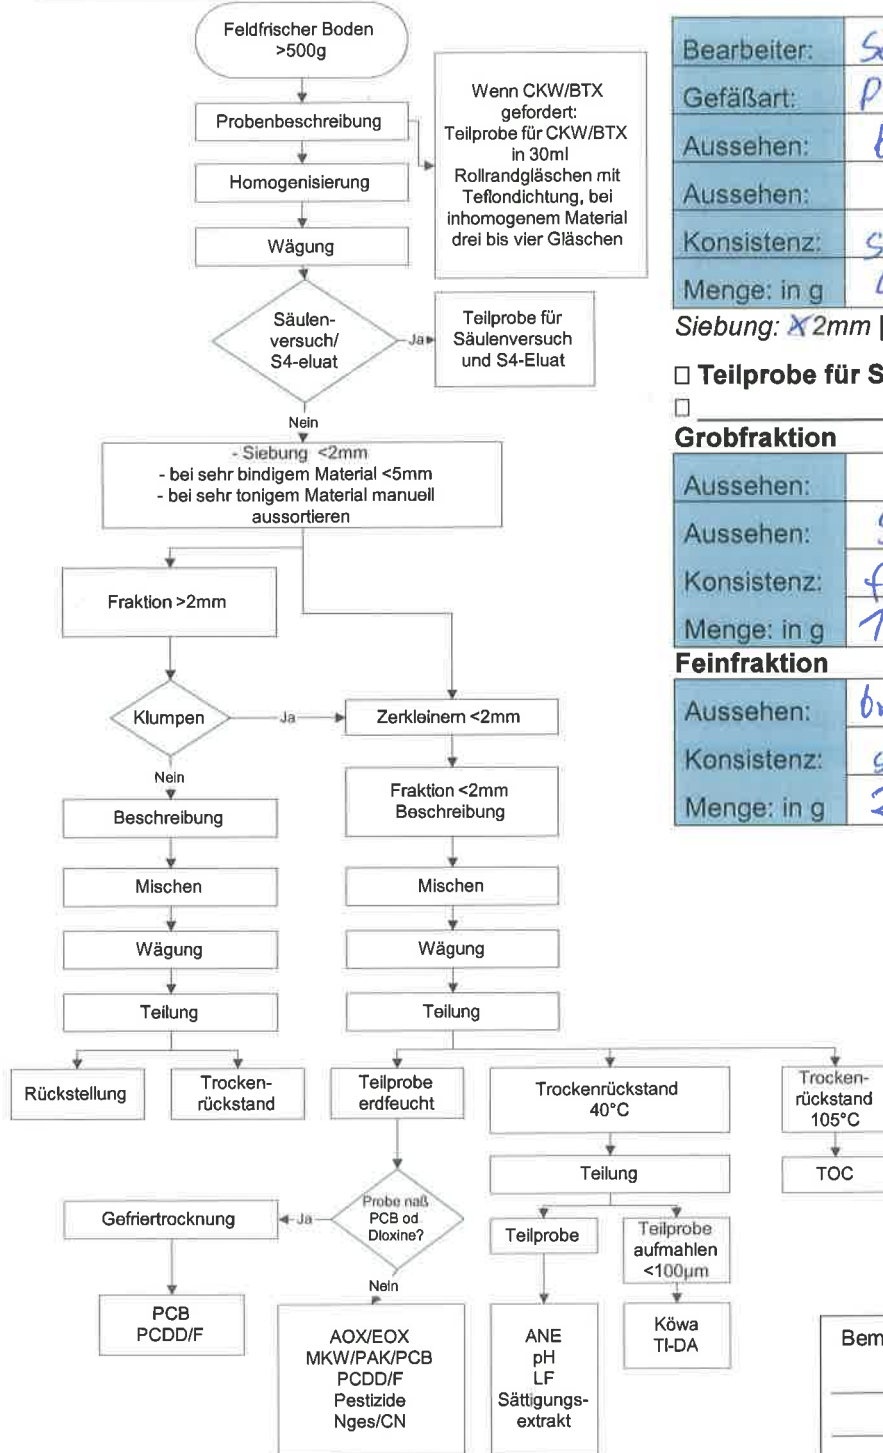 Feldfrischer Boden
>500g
Probenbeschreibung
Homogenisierung
Wägung
Wenn CKW/BTX
gefordert:
Teilprobe für CKW/BTX
in 30ml
Rollrandgläschen mit
Teflondichtung, bei
inhomogenem Material
drei bis vier Gläschen
Säulen-
versuch/
S4-eluat
Ja
Teilprobe für
Säulenversuch
und S4-Eluat
Nein
- Siebung <2mm
- bei sehr bindigem Material <5mm
- bei sehr tonigem Material manuell
aussortieren
Fraktion >2mm
Klumpen
Ja
Zerkleinern <2mm
Nein
Beschreibung
Mischen
Wägung
Teilung
Rückstellung
Trocken-
rückstand
Fraktion <2mm
Beschreibung
Mischen
Wägung
Teilung
Teilprobe
erdfeucht
Trockenrückstand
40°C
Trocken-
rückstand
105°C
TOC
Probe naß
PCB od
Dioxine?
Ja
Gefriertrocknung
PCB
PCDD/F
Nein
AOX/EOX
MKW/PAK/PCB
PCDD/F
Pestizide
Nges/CN
Teilung
Teilprobe
Teilprobe
aufmahlen
<100µm
ANE
pH
LF
Sättigungs-
extrakt
Köwa
TI-DA
Bearbeiter:
Gefäßart:
Aussehen:
Aussehen:
Konsistenz:
Menge: in g
Siebung: X 2mm
☐ Teilprobe für S
☐
Grobfraktion
Aussehen:
Aussehen:
Konsistenz:
Menge: in g
Feinfraktion
Aussehen:
Konsistenz:
Menge: in g
Bem